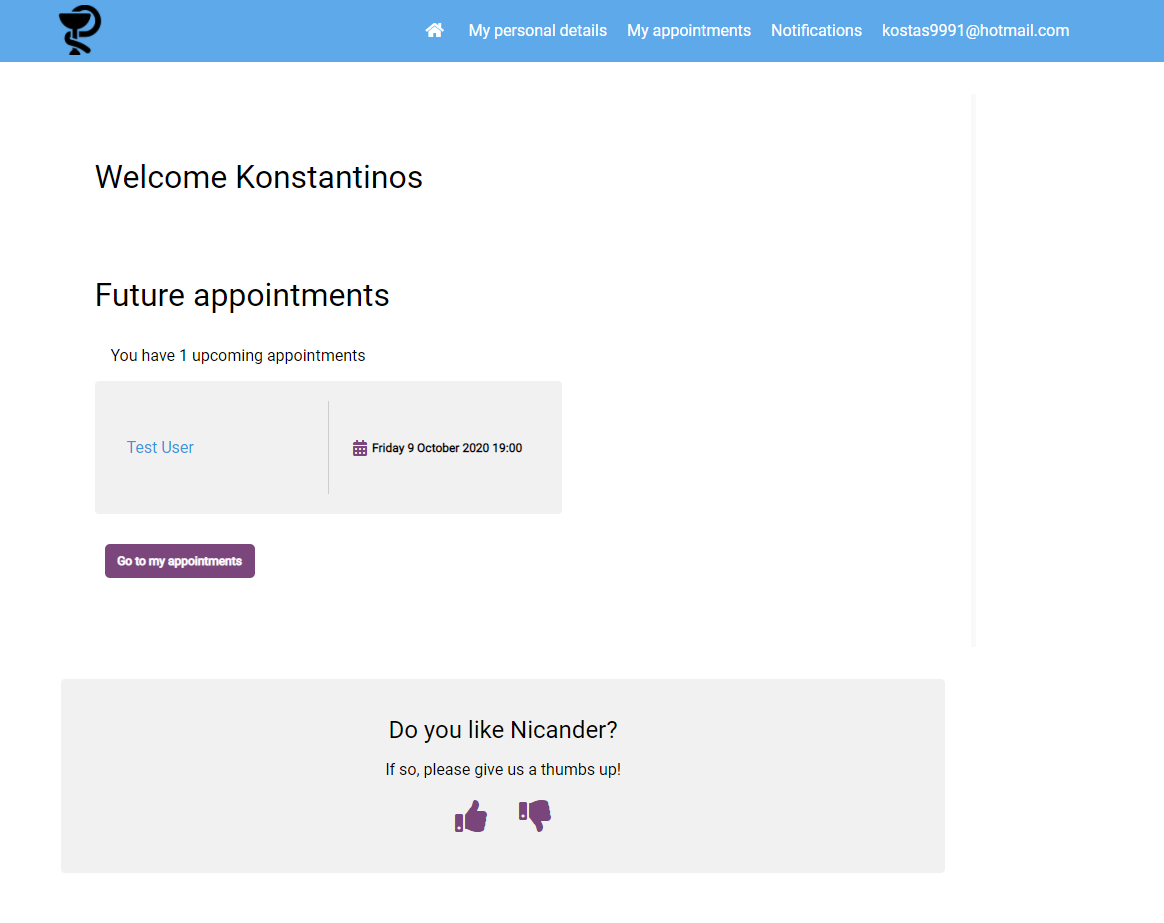 My personal details My appointments Notifications kostas9991@hotmail.com
Welcome Konstantinos
Future appointments
You have 1 upcoming appointments
Test User
Friday 9 October 2020 19:00
Go to my appointments
Do you like Nicander?
If so, please give us a thumbs up!